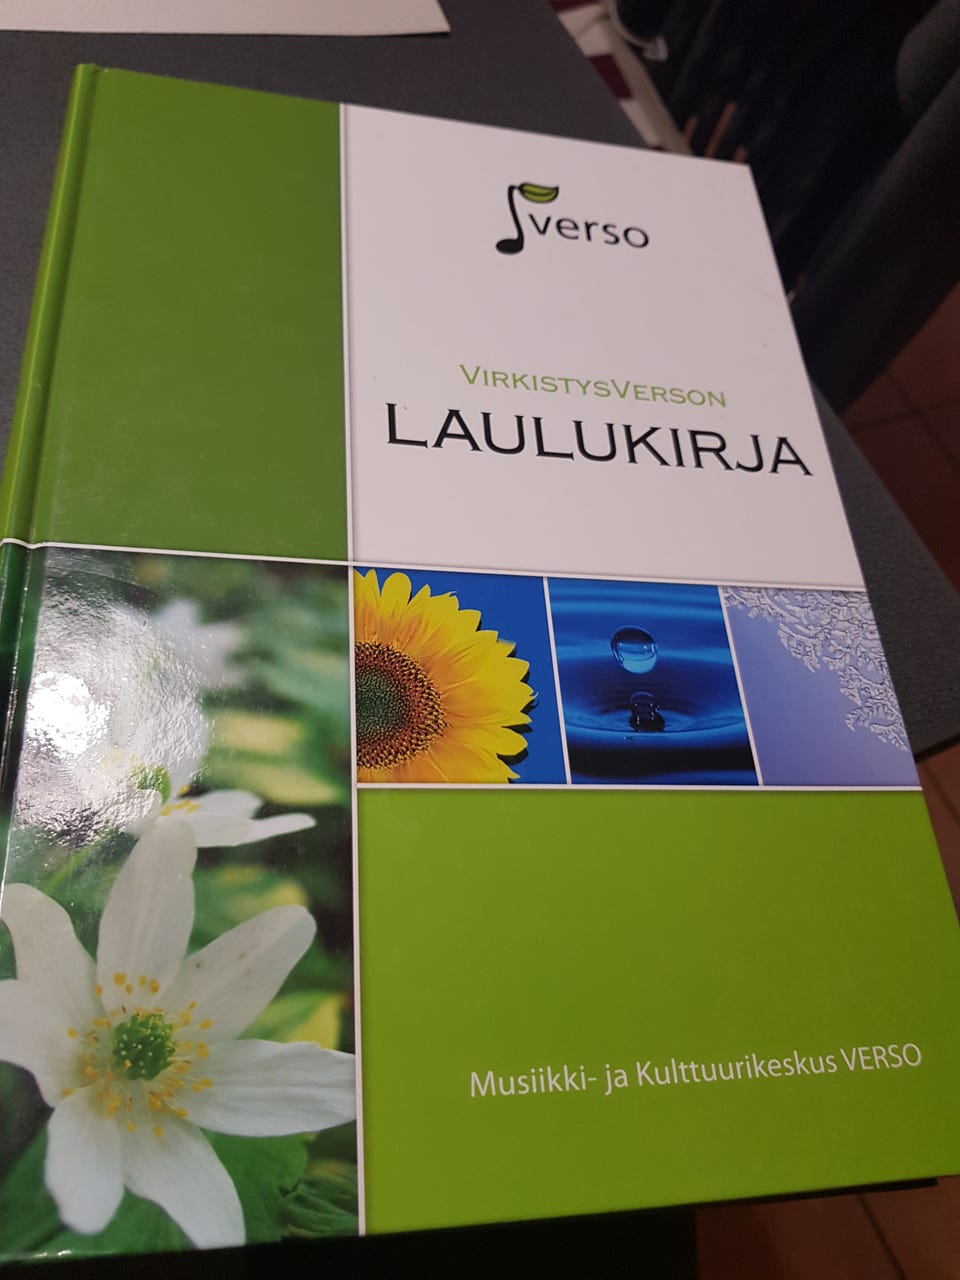 verso
VIRKISTYSVERSON
LAULUKIRJA
Musiikki- ja Kulttuurikeskus VERSO